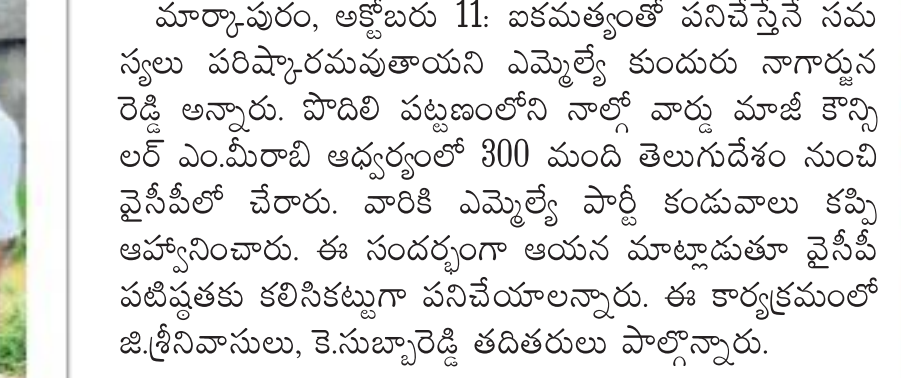 మార్కాపురం, అక్టోబరు 11: ఐకమత్యంతో పనిచేస్తేనే సమ
స్యలు పరిష్కారమవుతాయని ఎమ్మెల్యే కుందురు నాగార్జున
రెడ్డి అన్నారు. పొదిలి పట్టణంలోని నాల్గో వార్డు మాజీ కౌన్సి
లర్ ఎం.మీరాబి ఆధ్వర్యంలో 300 మంది తెలుగుదేశం నుంచి
వైసీపీలో చేరారు. వారికి ఎమ్మెల్యే పార్టీ కండువాలు కప్పి
ఆహ్వానించారు. ఈ సందర్భంగా ఆయన మాట్లాడుతూ వైసీపీ
పటిష్ఠతకు కలిసికట్టుగా పనిచేయాలన్నారు. ఈ కార్యక్రమంలో
జి.శ్రీనివాసులు, కె.సుబ్బారెడ్డి తదితరులు పాల్గొన్నారు.